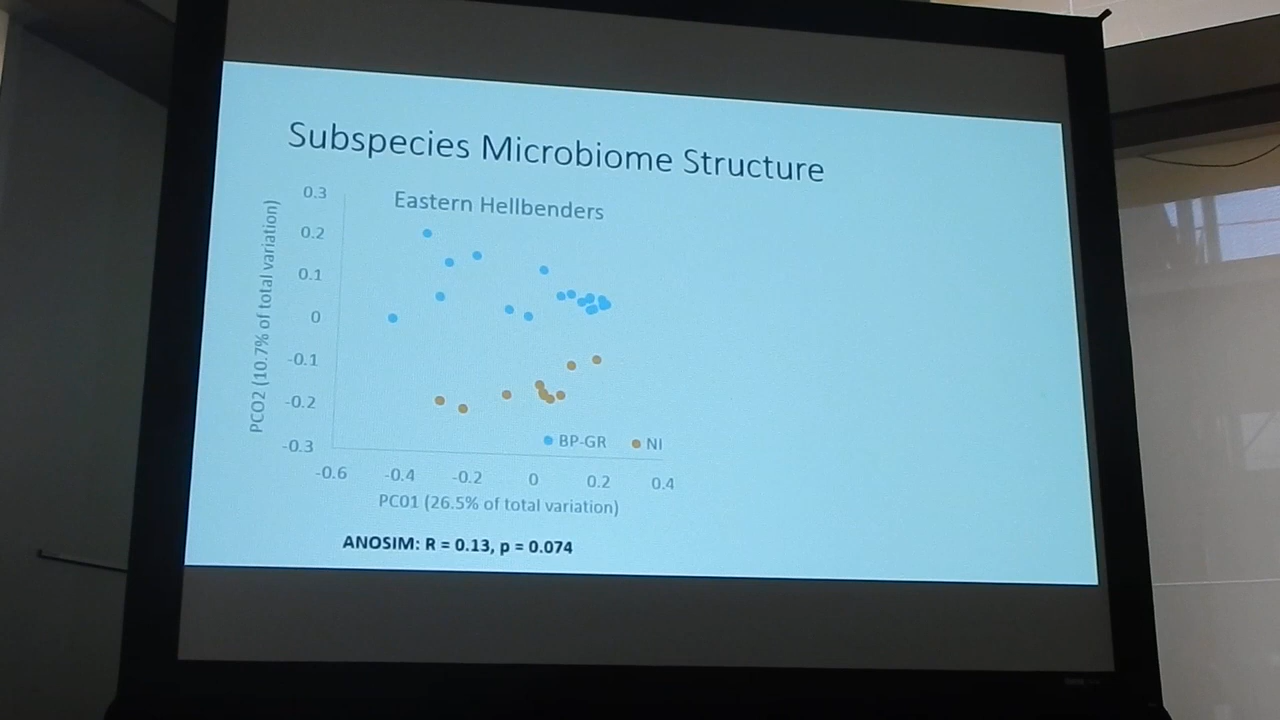 Subspecies Microbiome Structure
Eastern Hellbenders
PCO2 (10.7% of total variation)
0.3
0.2
0.1
0
-0.1
-0.2
-0.3
BP-GR
NI
-0.6
-0.4
-0.2
0
0.2
0.4
PC01 (26.5% of total variation)
ANOSIM: R = 0.13, p = 0.074